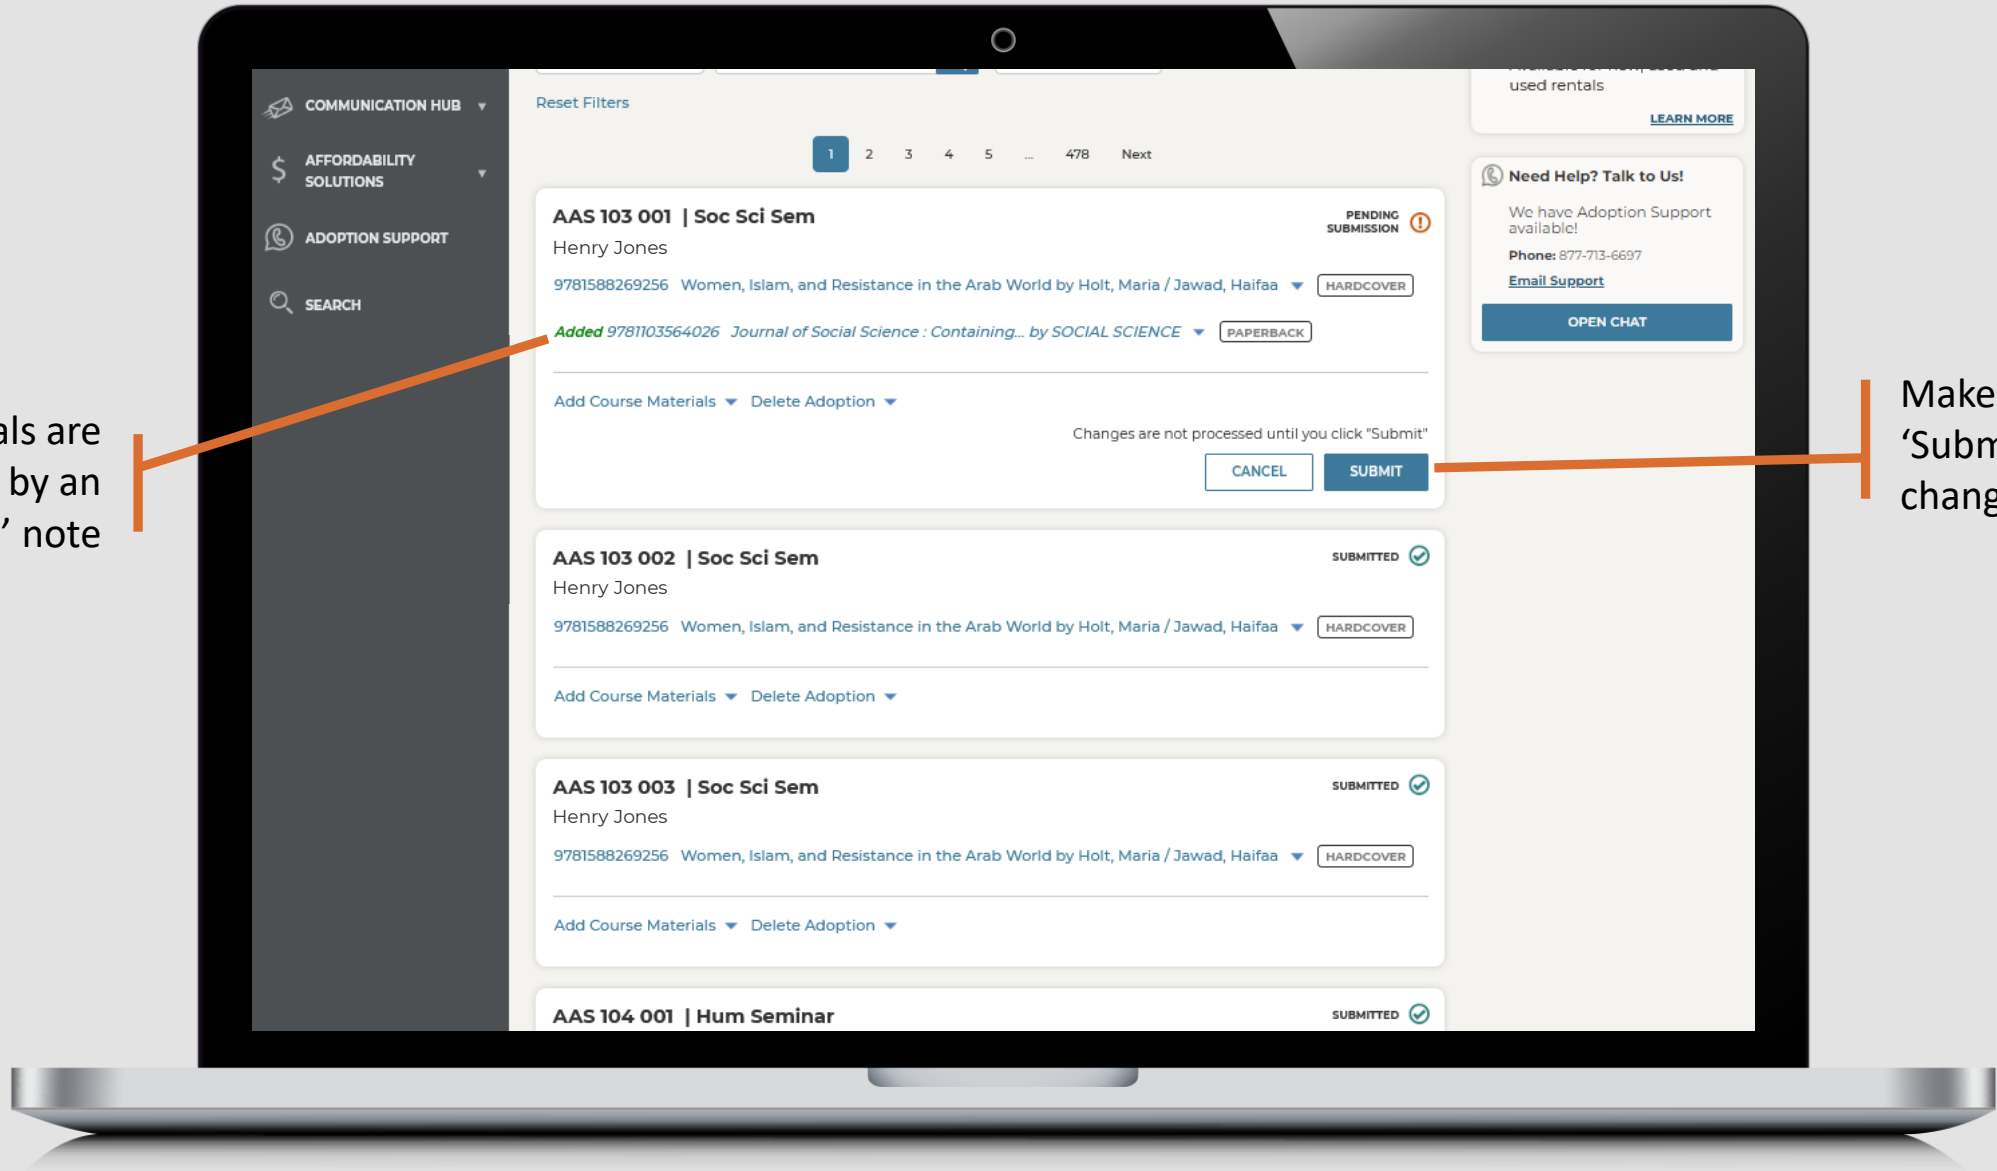 COMMUNICATION HUB
AFFORDABILITY
SOLUTIONS
ADOPTION SUPPORT
SEARCH
Reset Filters
1 2 3 4 5 ... 478 Next
AAS 103 001 | Soc Sci Sem
PENDING
SUBMISSION
Henry Jones
9781588269256 Women, Islam, and Resistance in the Arab World by Holt, Maria / Jawad, Haifaa HARDCOVER
Added 9781103564026 Journal of Social Science : Containing... by SOCIAL SCIENCE PAPERBACK
Add Course Materials Delete Adoption
Changes are not processed until you click "Submit"
CANCEL SUBMIT
AAS 103 002 | Soc Sci Sem
SUBMITTED
Henry Jones
9781588269256 Women, Islam, and Resistance in the Arab World by Holt, Maria / Jawad, Haifaa HARDCOVER
Add Course Materials Delete Adoption
AAS 103 003 | Soc Sci Sem
SUBMITTED
Henry Jones
9781588269256 Women, Islam, and Resistance in the Arab World by Holt, Maria / Jawad, Haifaa HARDCOVER
Add Course Materials Delete Adoption
AAS 104 001 | Hum Seminar
SUBMITTED
used rentals
LEARN MORE
Need Help? Talk to Us!
We have Adoption Support
available!
Phone: 877-713-6697
Email Support
OPEN CHAT
are
by an
’ note
Make